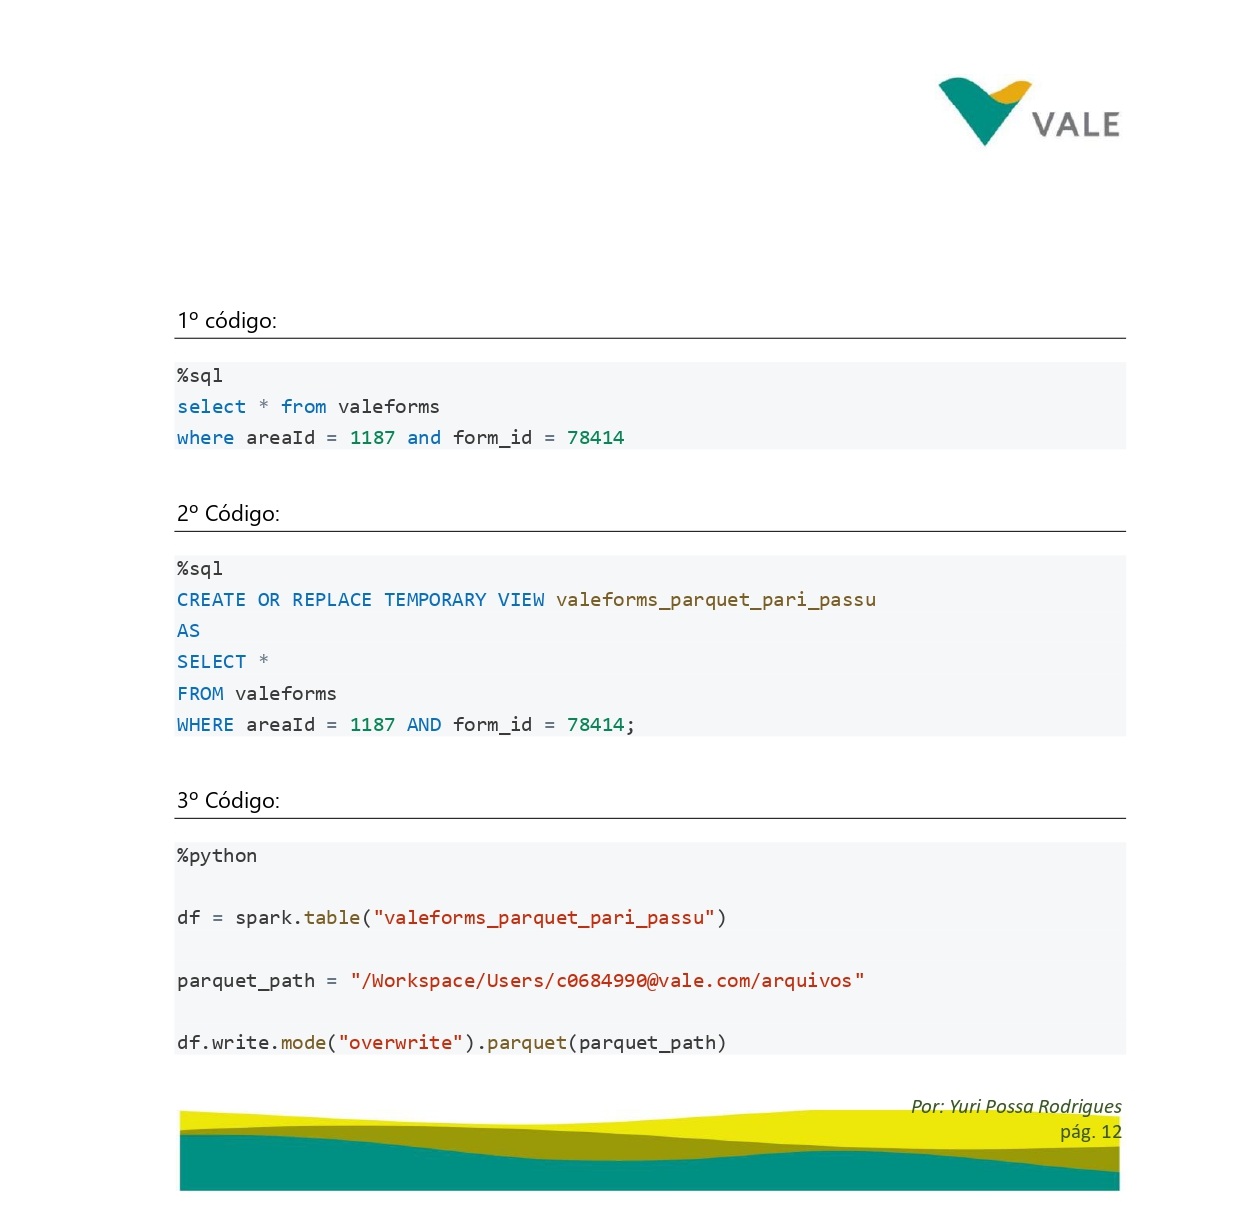 VALE
1º código:
%sql
select * from valeforms
where areaId = 1187 and form_id = 78414
2º Código:
%sql
CREATE OR REPLACE TEMPORARY VIEW valeforms_parquet_pari_passu
AS
SELECT *
FROM valeforms
WHERE areaId = 1187 AND form_id = 78414;
3º Código:
%python
df = spark.table("valeforms_parquet_pari_passu")
parquet_path = "/Workspace/Users/c0684990@vale.com/arquivos"
df.write.mode("overwrite").parquet(parquet_path)
Por: Yuri Possa Rodrigues
pág. 12